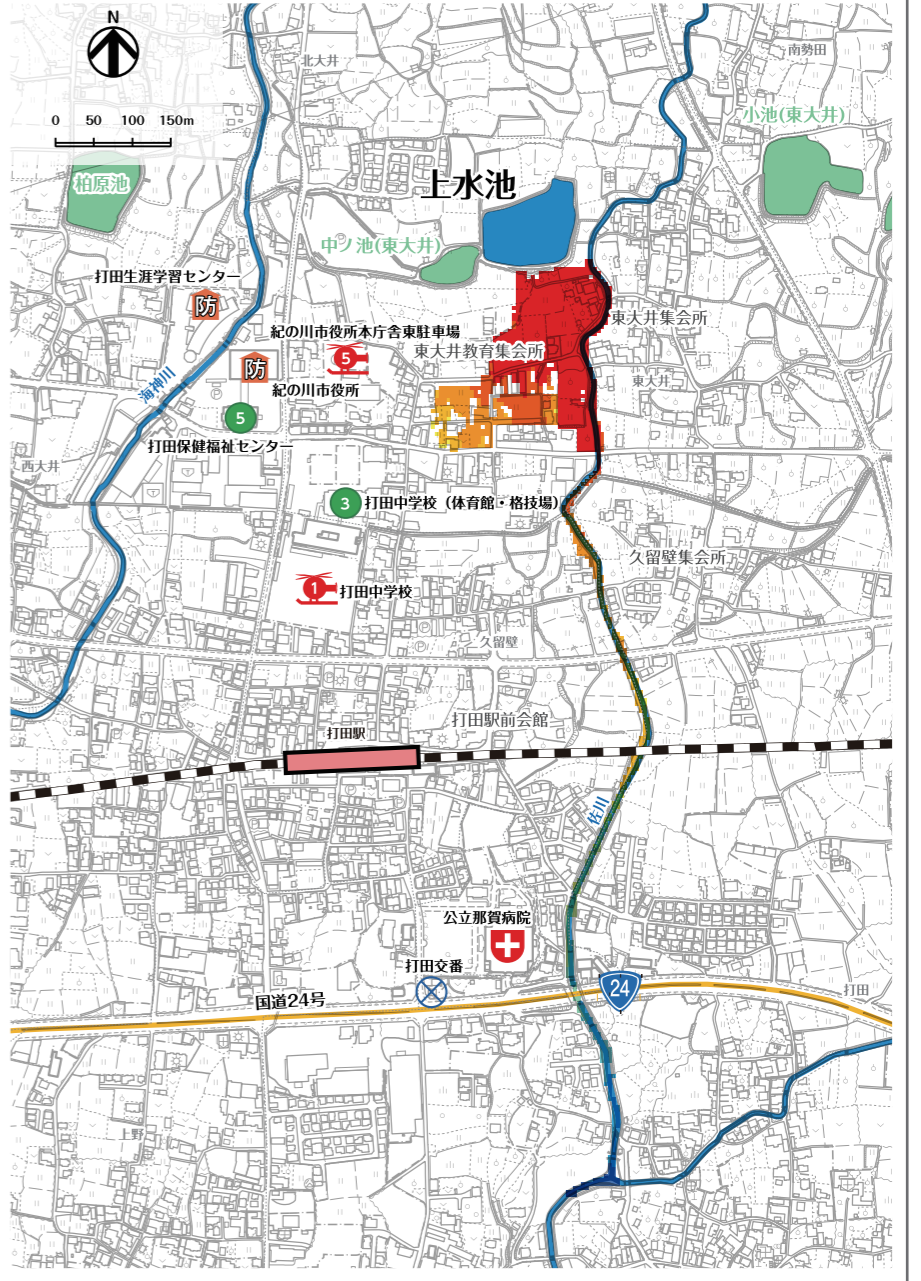 N
0 50 100 150m
北大井
南勢田
小池(東大井)
柏原池
上水池
中ノ池(東大井)
打田生涯学習センター
防
紀の川市役所本庁舎東駐車場
5
東大井集会所
東大井教育集会所
防
紀の川市役所
東大井
海神川
5
打田保健福祉センター
西大井
3
打田中学校（体育館・格技場）
久留壁集会所
1
打田中学校
久留壁
打田駅前会館
打田駅
佐川
公立那賀病院
打田交番
国道24号
24
打田
上野